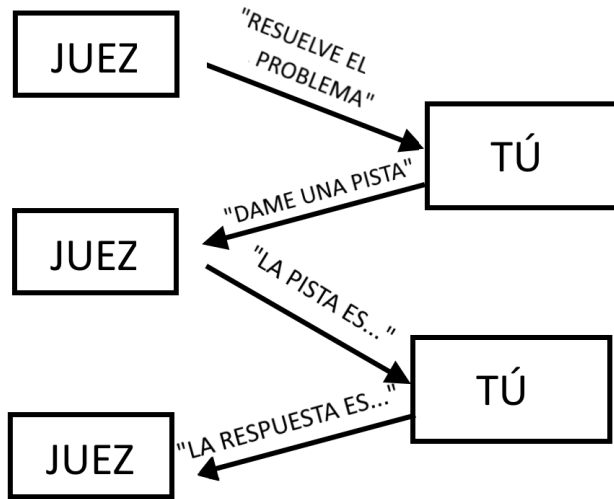 JUEZ
"RESUELVE EL
PROBLEMA"
TÚ
"DAME UNA PISTA"
JUEZ
"LA PISTA ES... "
TÚ
"LA RESPUESTA ES..."
JUEZ